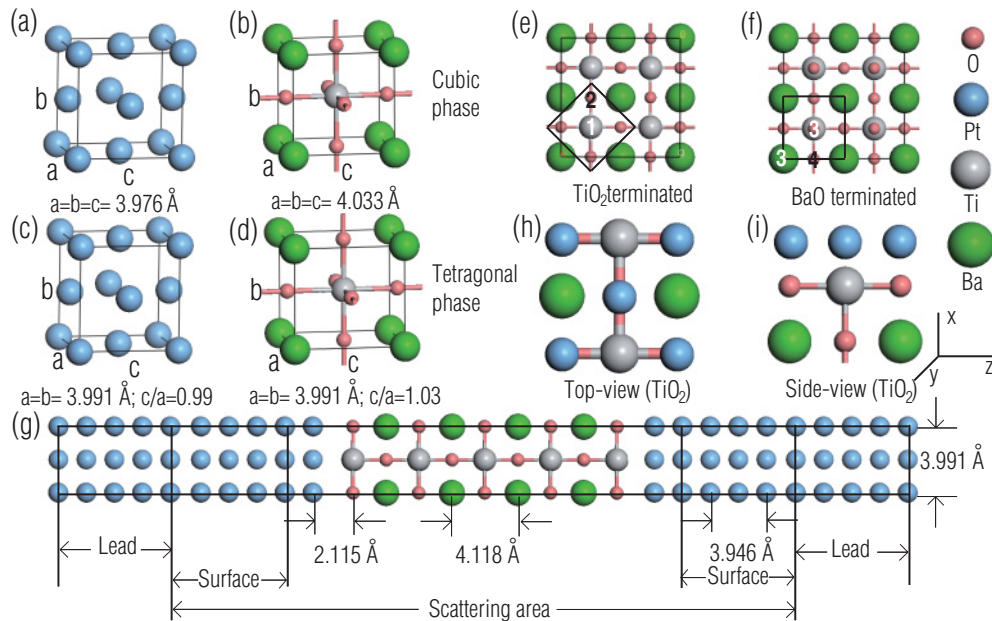 (a)
b
a
c
a=b=c= 3.976 Å
(b)
b
a
c
a=b=c= 4.033 Å
Cubic
phase
(c)
b
a
c
a=b= 3.991 Å; c/a=0.99
(d)
b
a
c
a=b= 3.991 Å; c/a=1.03
Tetragonal
phase
(e)
2
1
TiO₂terminated
(f)
3
3
4
BaO terminated
O
Pt
Ti
Ba
(h)
Top-view (TiO₂)
(i)
Side-view (TiO₂)
x
y
z
(g)
3.991 Å
2.115 Å
4.118 Å
3.946 Å
Lead
Surface
Surface
Lead
Scattering area